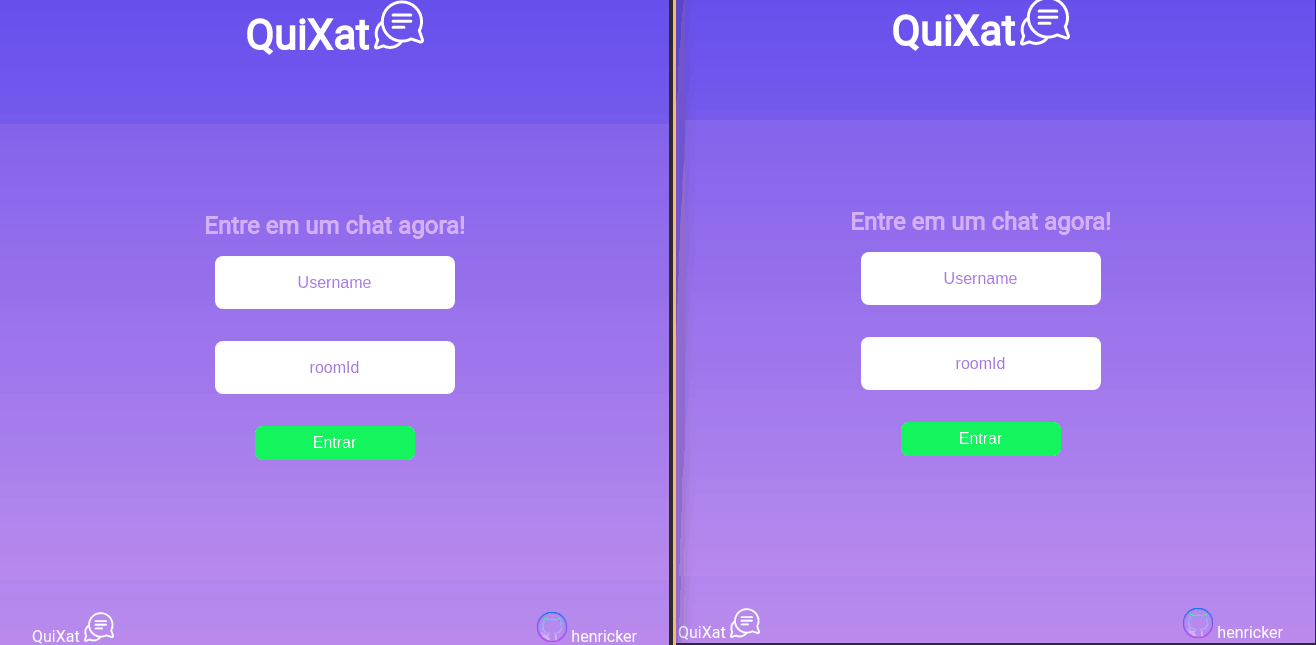 QuiXat
Entre em um chat agora!
Username
roomId
Entrar
QuiXat
henricker
QuiXat
Entre em um chat agora!
Username
roomId
Entrar
QuiXat
henricker